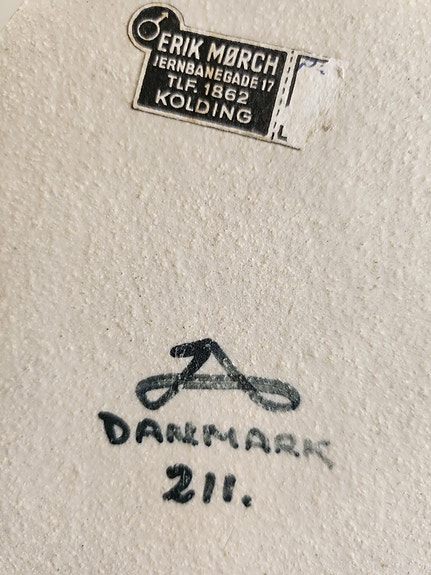 ERIK MØRCH
JERNBANEGADE 17
TLF. 1862
KOLDING
L
DANMARK
211.